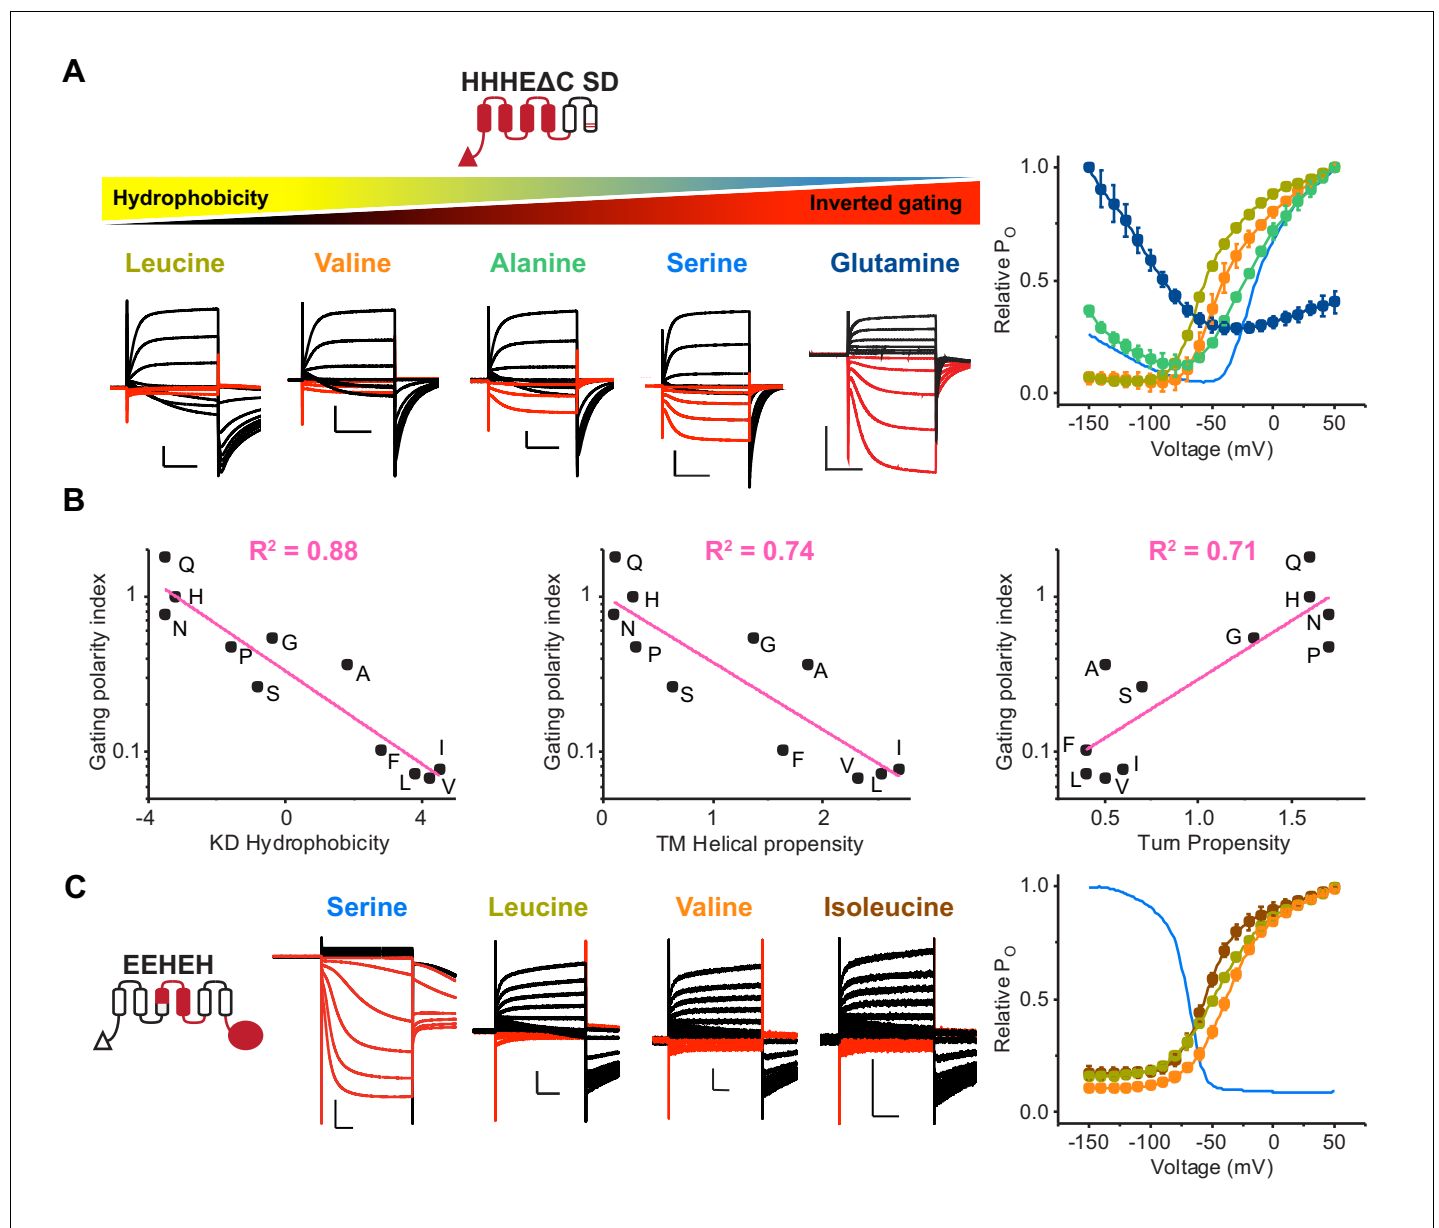 A
HHHEΔC SD
Hydrophobicity
Inverted gating
Leucine
Valine
Alanine
Serine
Glutamine
Relative PO
1.0
0.5
0.0
-150 -100 -50 0 50
Voltage (mV)
B
Gating polarity index
1
0.1
R2 = 0.88
Q
H
N
P
G
S
A
F
I
L
V
-4 0 4
KD Hydrophobicity
Gating polarity index
1
0.1
R2 = 0.74
Q
H
N
P
G
S
A
F
I
V
L
0 1 2
TM Helical propensity
Gating polarity index
1
0.1
R2 = 0.71
Q
H
N
G
P
A
S
F
I
L
V
0.5 1.0 1.5
Turn Propensity
C
EEHEH
Serine
Leucine
Valine
Isoleucine
Relative PO
1.0
0.5
0.0
-150 -100 -50 0 50
Voltage (mV)